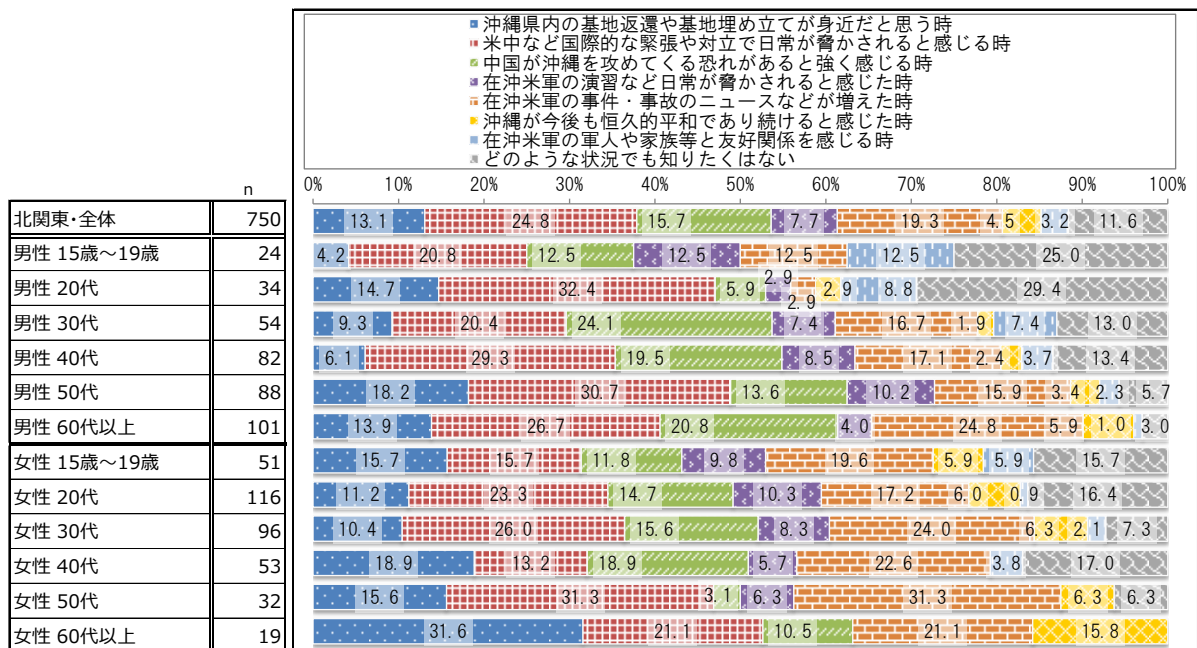 沖縄県内の基地返還や基地埋め立てが身近だと思う時
米中など国際的な緊張や対立で日常が脅かされると感じる時
中国が沖縄を攻めてくる恐れがあると強く感じる時
在沖米軍の演習など日常が脅かされると感じた時
在沖米軍の事件・事故のニュースなどが増えた時
沖縄が今後も恒久的平和であり続けると感じた時
在沖米軍の軍人や家族等と友好関係を感じる時
どのような状況でも知りたくはない
n
0% 10% 20% 30% 40% 50% 60% 70% 80% 90% 100%
北関東・全体 750 13.1 24.8 15.7 7.7 19.3 4.5 3.2 11.6
男性 15歳～19歳 24 4.2 20.8 12.5 12.5 12.5 12.5 25.0
男性 20代 34 14.7 32.4 5.9 2.9 2.9 2.9 8.8 29.4
男性 30代 54 9.3 20.4 24.1 7.4 16.7 1.9 7.4 13.0
男性 40代 82 6.1 29.3 19.5 8.5 17.1 2.4 3.7 13.4
男性 50代 88 18.2 30.7 13.6 10.2 15.9 3.4 2.3 5.7
男性 60代以上 101 13.9 26.7 20.8 4.0 24.8 5.9 1.0 3.0
女性 15歳～19歳 51 15.7 15.7 11.8 9.8 19.6 5.9 5.9 15.7
女性 20代 116 11.2 23.3 14.7 10.3 17.2 6.0 0.9 16.4
女性 30代 96 10.4 26.0 15.6 8.3 24.0 6.3 2.1 7.3
女性 40代 53 18.9 13.2 18.9 5.7 22.6 3.8 17.0
女性 50代 32 15.6 31.3 3.1 6.3 31.3 6.3 6.3
女性 60代以上 19 31.6 21.1 10.5 21.1 15.8